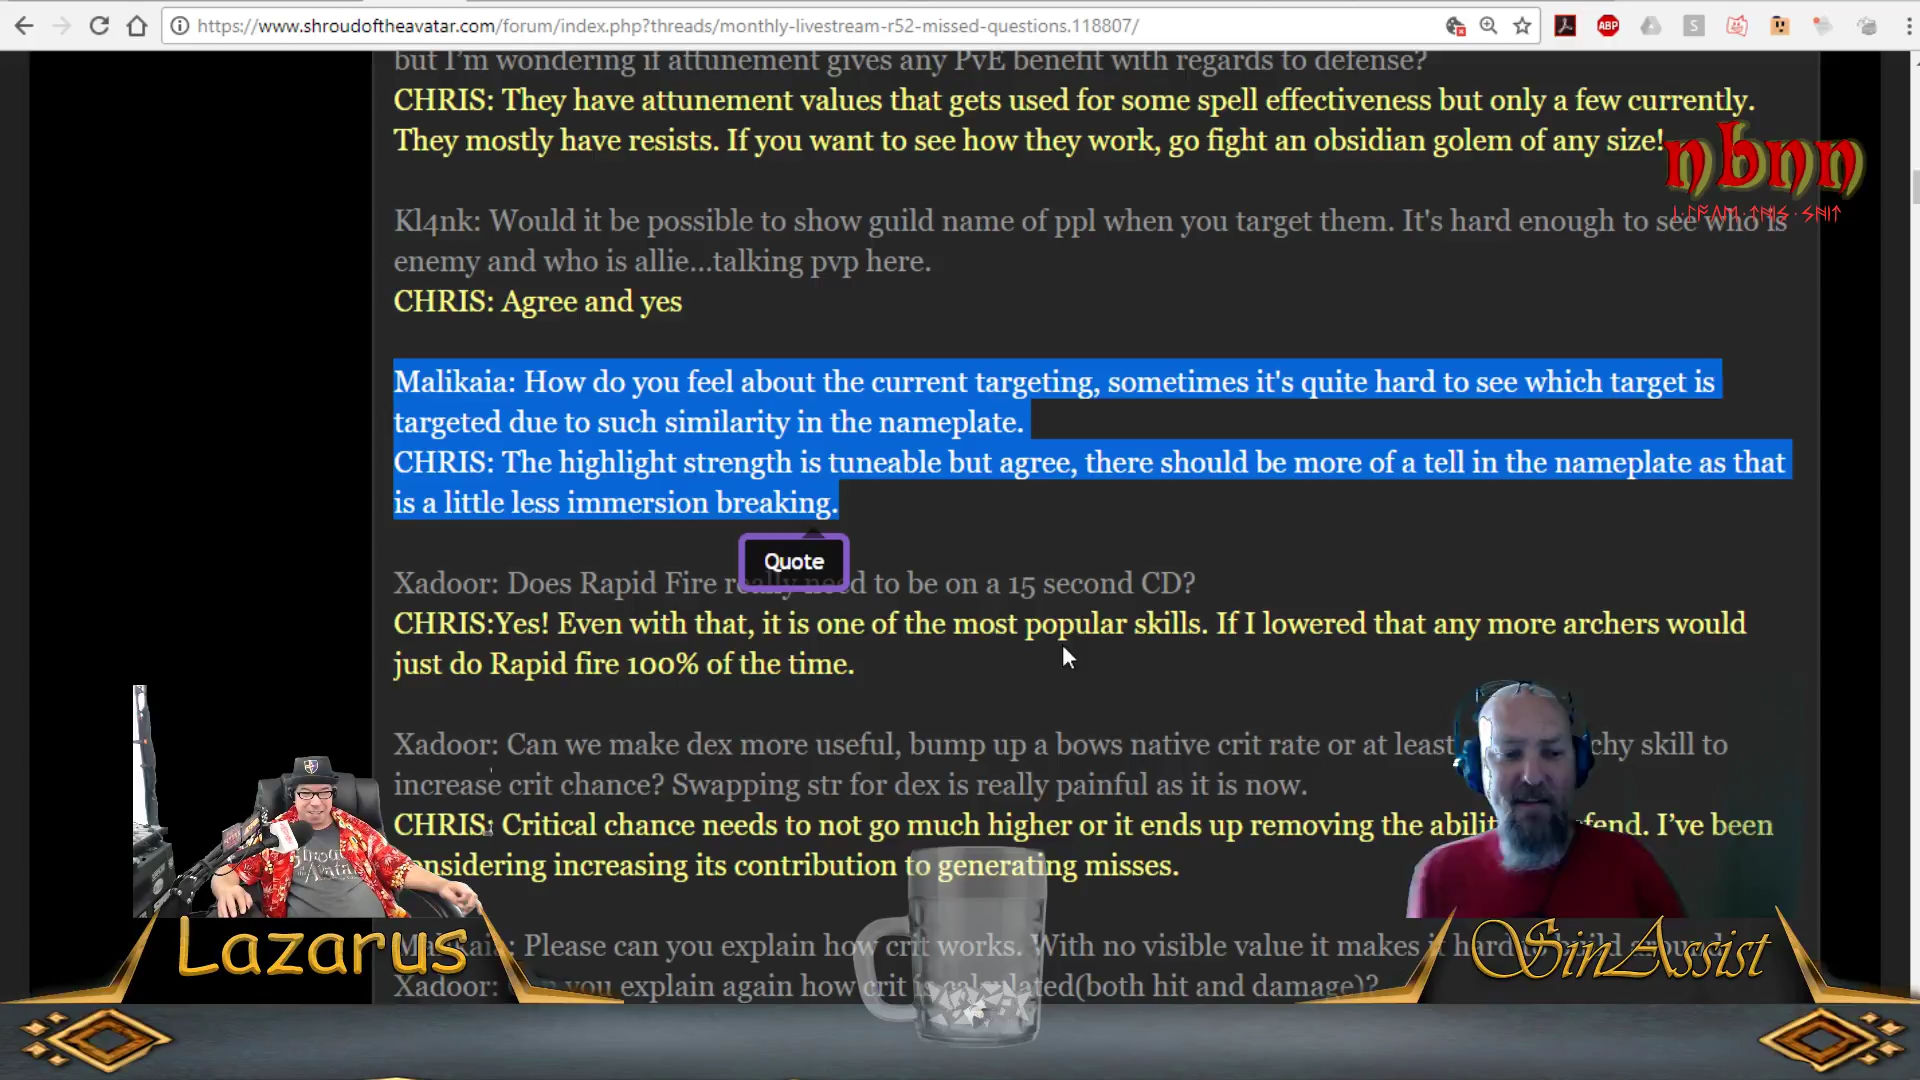 https://www.shroudoftheavatar.com/forum/index.php?threads/monthly-livestream-r52-missed-questions.118807/
ABP
S
but I'm wondering if attunement gives any PvE benefit with regards to defense?
CHRIS: They have attunement values that gets used for some spell effectiveness but only a few currently.
They mostly have resists. If you want to see how they work, go fight an obsidian golem of any size!
nbnn
Kl4nk: Would it be possible to show guild name of ppl when you target them. It's hard enough to see who is
enemy and who is allie...talking pvp here.
CHRIS: Agree and yes
Malikaia: How do you feel about the current targeting, sometimes it's quite hard to see which target is
targeted due to such similarity in the nameplate.
CHRIS: The highlight strength is tuneable but agree, there should be more of a tell in the nameplate as that
is a little less immersion breaking.
Quote
Xadoor: Does Rapid Fire really need to be on a 15 second CD?
CHRIS:Yes! Even with that, it is one of the most popular skills. If I lowered that any more archers would
just do Rapid fire 100% of the time.
Xadoor: Can we make dex more useful, bump up a bows native crit rate or at least chy skill to
increase crit chance? Swapping str for dex is really painful as it is now.
CHRIS: Critical chance needs to not go much higher or it ends up removing the abilit fend. I've been
onsidering increasing its contribution to generating misses.
Malikaia: Please can you explain how crit works. With no visible value it makes it hard build around
Xadoor: you explain again how crit is calculated(both hit and damage)?
Lazarus
SinAssist